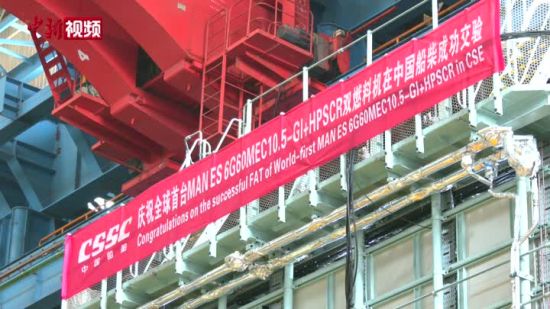 中新视频
CSSC
中国船舶
庆祝全球首台MAN ES 6G60MEC10.5-GI+HPSCR双燃料机在中国船柴成功交验
Congratulations on the successful FAT of World-first MAN ES 6G60MEC10.5-GI+HPSCR in CSE